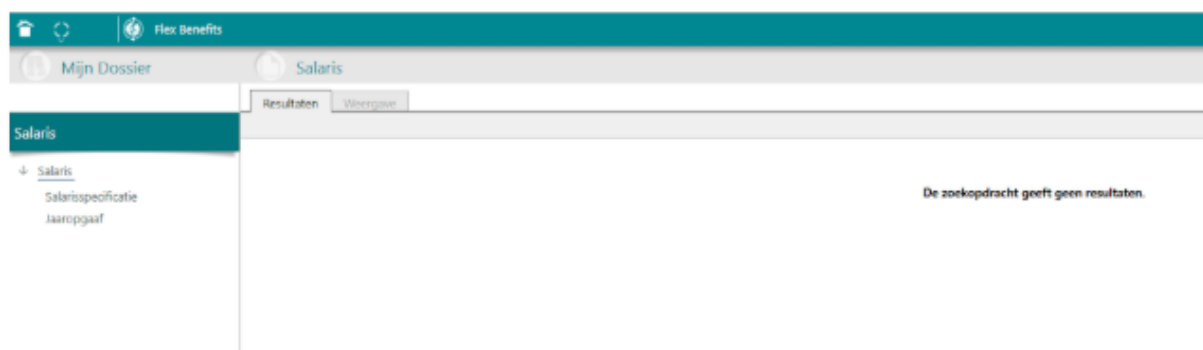 Flex Benefits
Mijn Dossier
Salaris
Resultaten
Weergave
Salaris
Salaris
Salarisspecificatie
Jaaropgaaf
De zoekopdracht geeft geen resultaten.